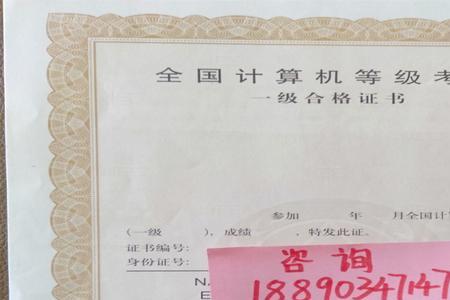 全国计算机等级考
一级合格证书
参加 年 月全国计
(一级 ), 成绩 , 特发此证。
证书编号:
身份证号:
咨询
18890347147
NA
E